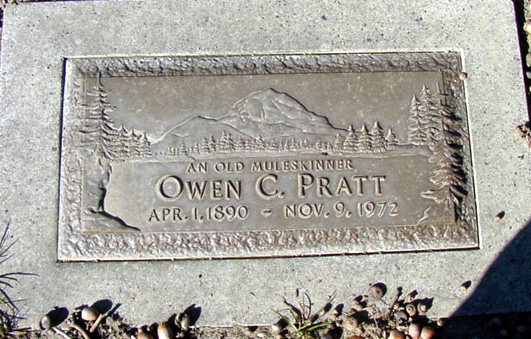 AN OLD MULESKINNER
OWEN C. PRATT
APR. 1, 1890 - NOV. 9, 1972